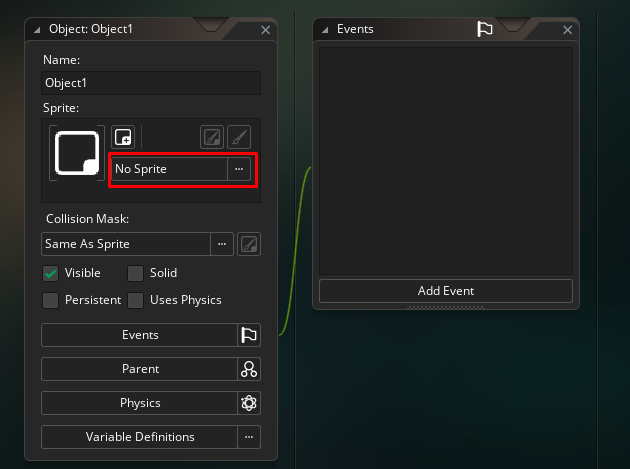 Object: Object1
Name:
Object1
Sprite:
No Sprite
...
Collision Mask:
Same As Sprite
...
Visible
Solid
Persistent
Uses Physics
Events
Parent
Physics
Variable Definitions
...
Events
Add Event